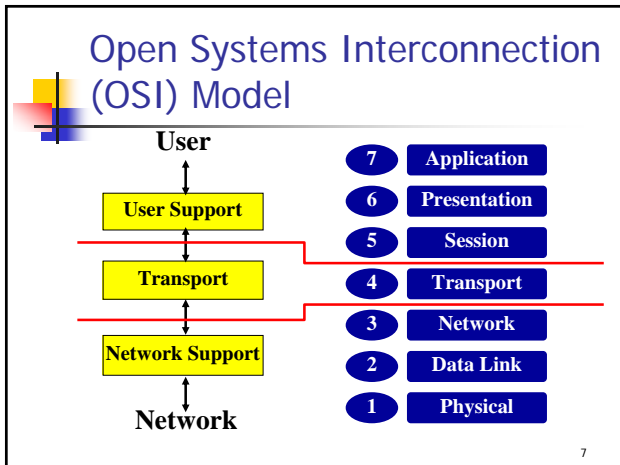 Open Systems Interconnection
(OSI) Model
User
User Support
Transport
Network Support
Network
7 Application
6 Presentation
5 Session
4 Transport
3 Network
2 Data Link
1 Physical
7